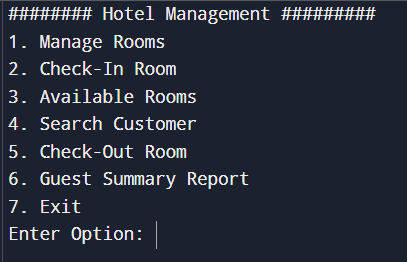 ######## Hotel Management #########
1. Manage Rooms
2. Check-In Room
3. Available Rooms
4. Search Customer
5. Check-Out Room
6. Guest Summary Report
7. Exit
Enter Option: